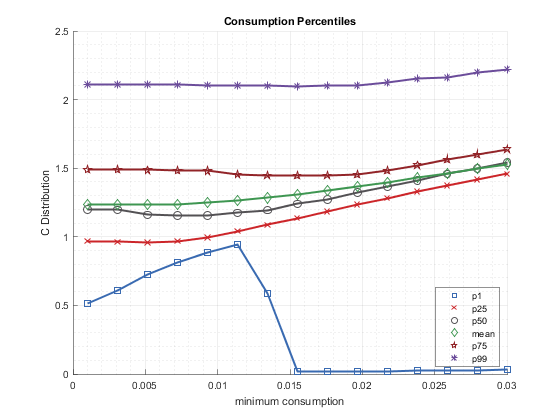 Consumption Percentiles
2.5
2
1.5
1
0.5
0
C Distribution
0 0.005 0.01 0.015 0.02 0.025 0.03
minimum consumption
p1
p25
p50
mean
p75
p99